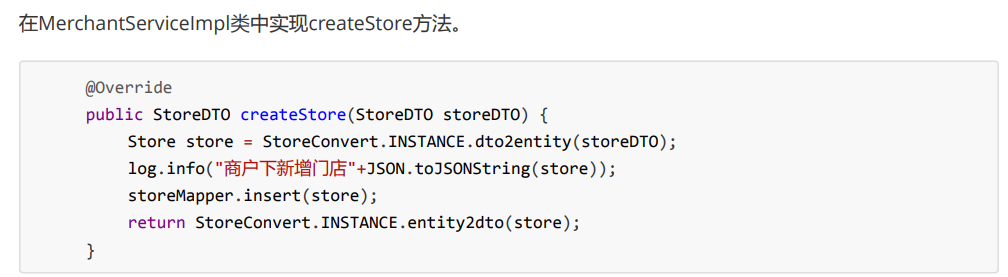 在MerchantServiceImpl类中实现createStore方法。
@Override
public StoreDTO createStore(StoreDTO storeDTO) {
Store store = StoreConvert.INSTANCE.dto2entity(storeDTO);
log.info("商户下新增门店"+JSON.toJSONString(store));
storeMapper.insert(store);
return StoreConvert.INSTANCE.entity2dto(store);
}